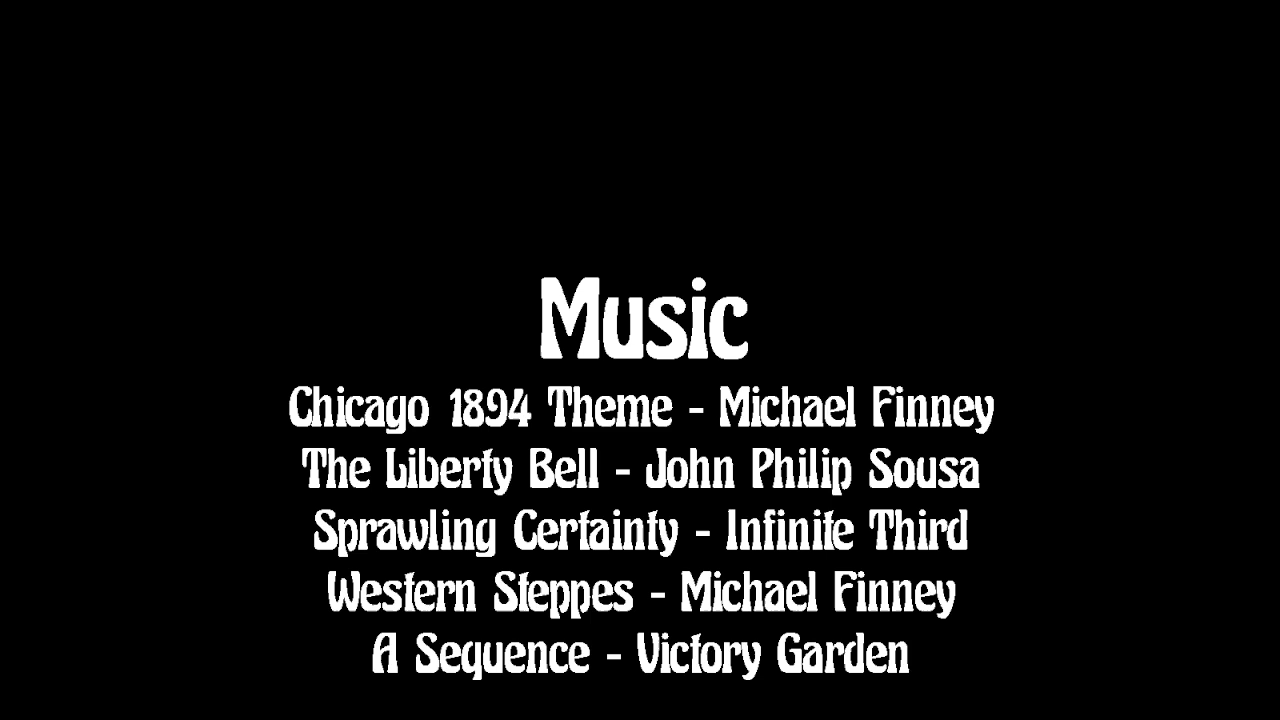 Music
Chicago 1894 Theme - Michael Finney
The Liberty Bell - John Philip Sousa
Sprawling Certainty - Infinite Third
Western Steppes - Michael Finney
A Sequence - Victory Garden